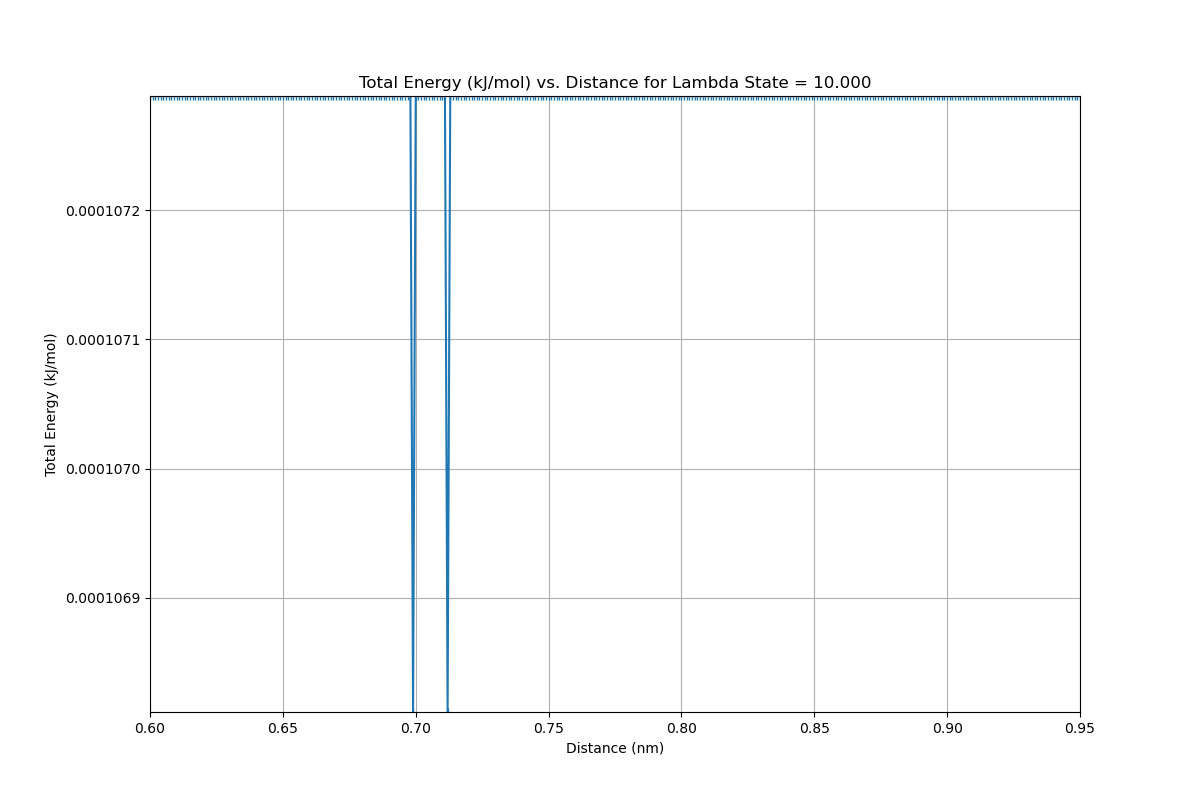 Total Energy (kJ/mol) vs. Distance for Lambda State = 10.000
0.0001072
0.0001071
0.0001070
0.0001069
Total Energy (kJ/mol)
0.60 0.65 0.70 0.75 0.80 0.85 0.90 0.95
Distance (nm)